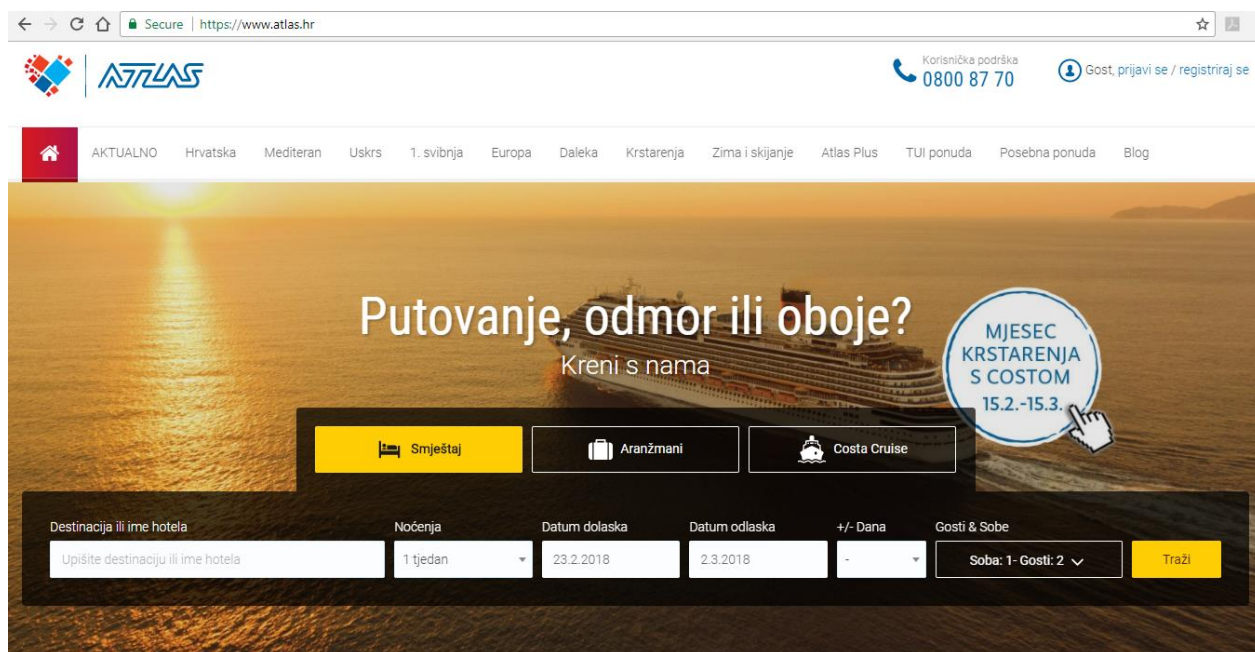 Secure | https://www.atlas.hr
ATLAS
Korisnička podrška
0800 87 70
Gost, prijavi se / registriraj se
AKTUALNO Hrvatska Mediteran Uskrs 1. svibnja Europa Daleka Krstarenja Zima i skijanje Atlas Plus TUI ponuda Posebna ponuda Blog
Putovanje, odmor ili oboje?
Kreni s nama
MJESEC
KRSTARENJA
S COSTOM
15.2.-15.3.
Smještaj Aranžmani Costa Cruise
Destinacija ili ime hotela Noćenja Datum dolaska Datum odlaska +/- Dana Gosti & Sobe
Upišite destinaciju ili ime hotela 1 tjedan 23.2.2018 2.3.2018 - Soba: 1- Gosti: 2 Traži